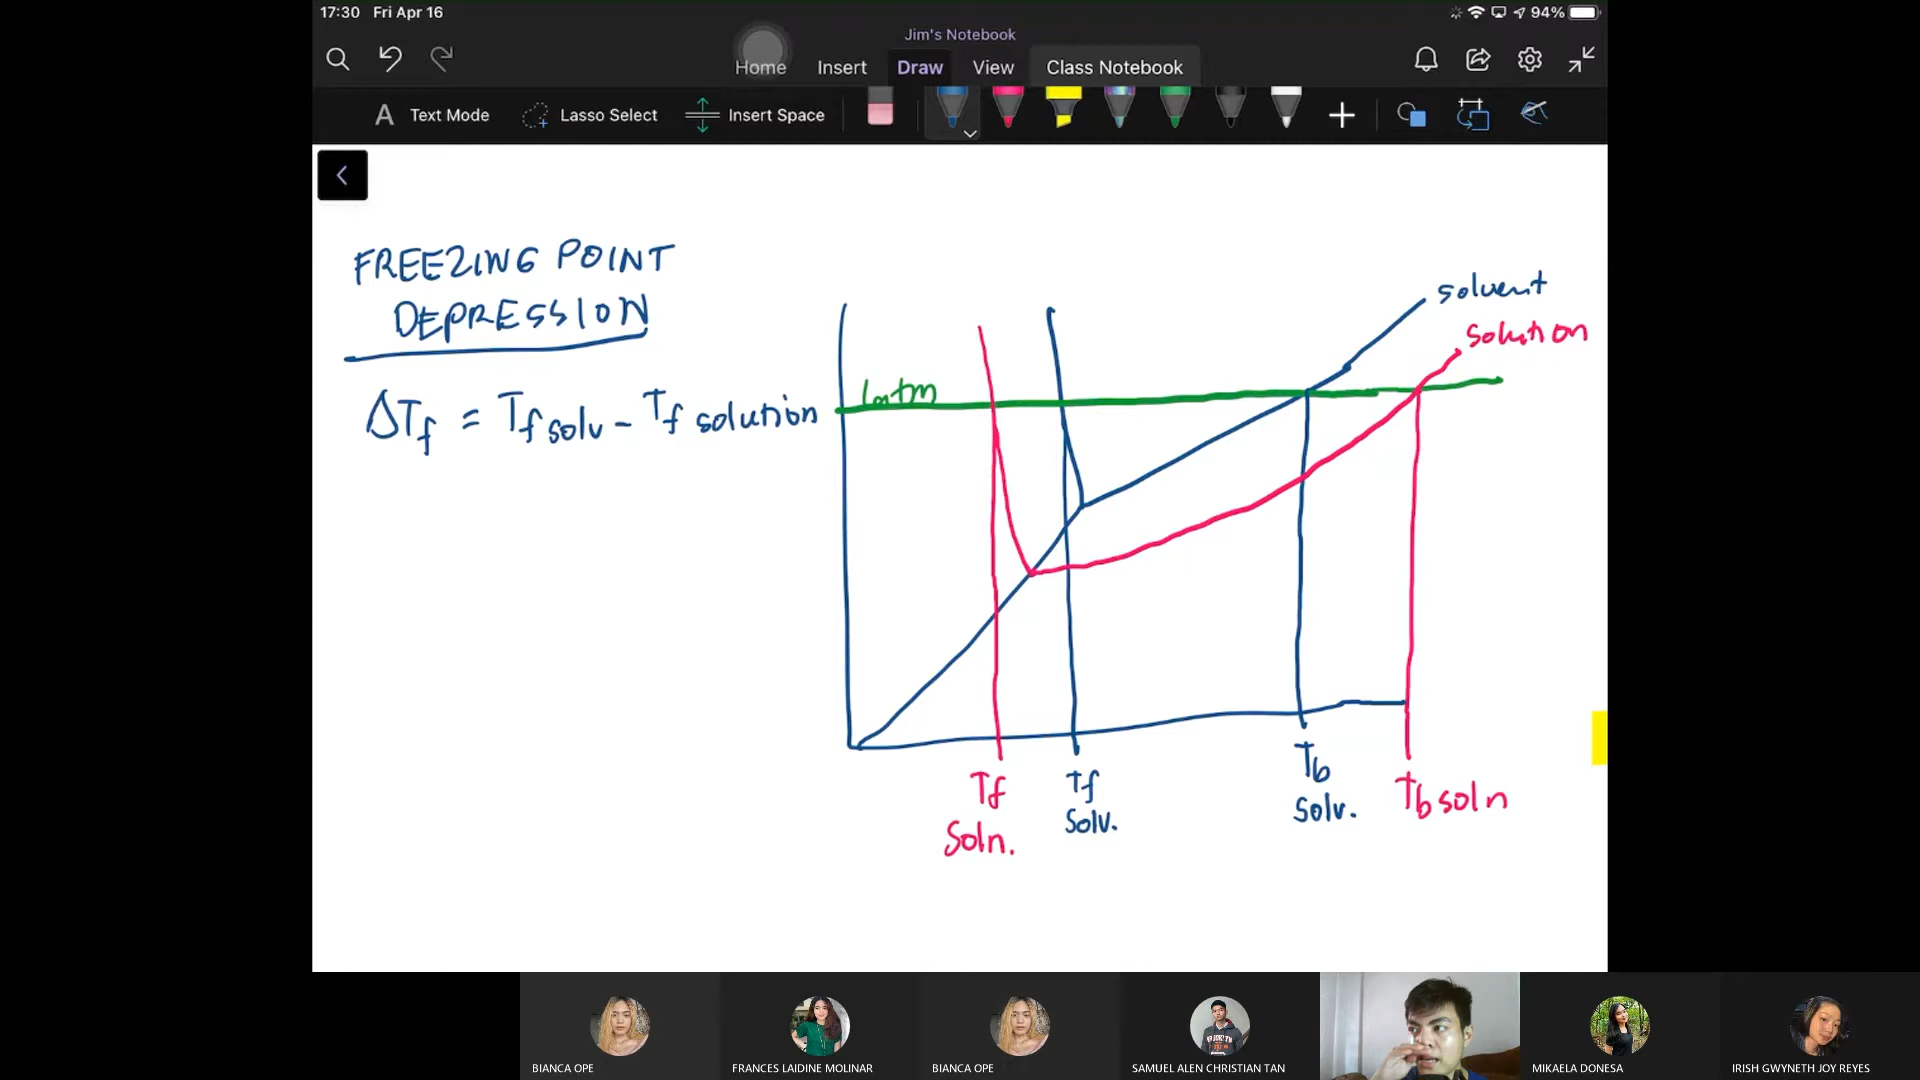 17:30 Fri Apr 16
94%
Jim's Notebook
Home Insert Draw View Class Notebook
Text Mode Lasso Select Insert Space
FREEZING POINT
DEPRESSION
ΔTf = Tf solv - Tf solution
1 atm
solvent
solution
Tf
Soln.
Tf
Solv.
Tb
Solv.
Tb soln
BIANCA OPE
FRANCES LAIDINE MOLINAR
BIANCA OPE
SAMUEL ALEN CHRISTIAN TAN
MIKAELA DONESA
IRISH GWYNETH JOY REYES